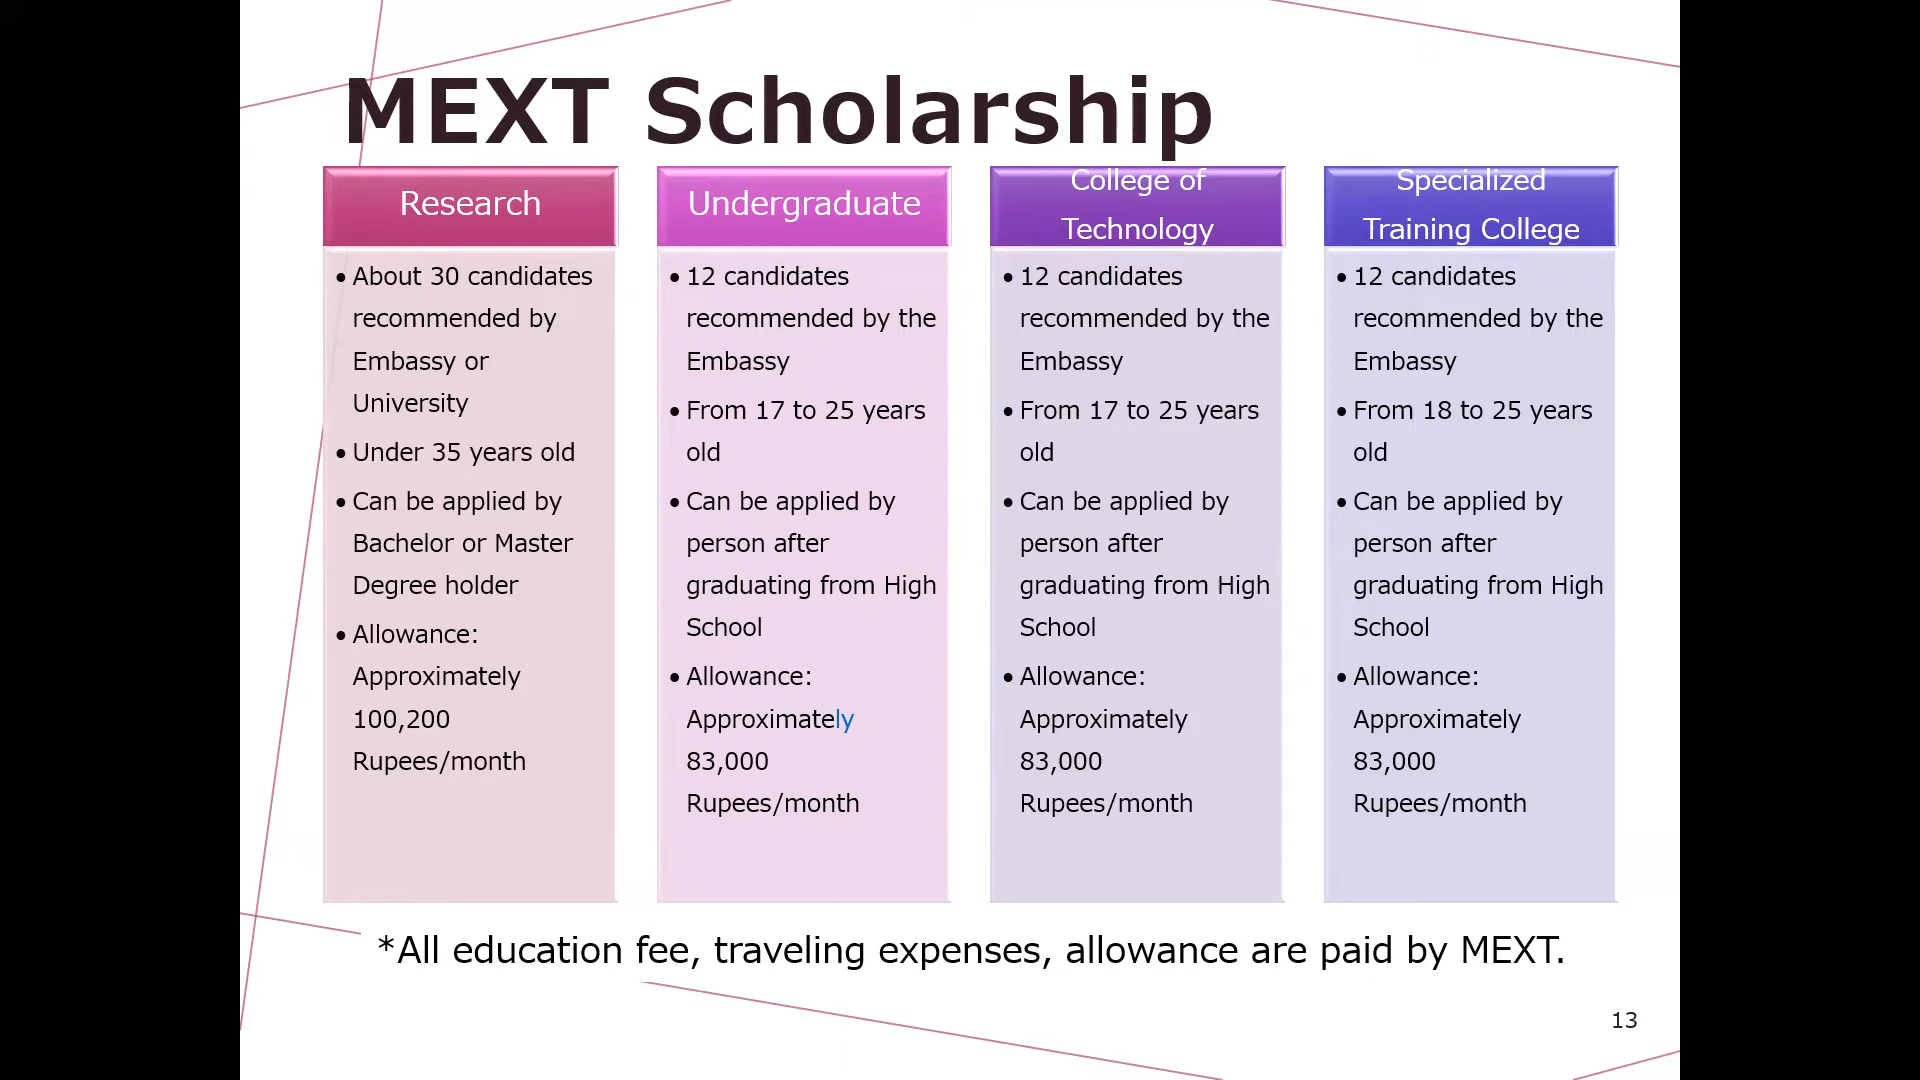 MEXT Scholarship
Research
• About 30 candidates
recommended by
Embassy or
University
• Under 35 years old
• Can be applied by
Bachelor or Master
Degree holder
• Allowance:
Approximately
100,200
Rupees/month
Undergraduate
• 12 candidates
recommended by the
Embassy
• From 17 to 25 years
old
• Can be applied by
person after
graduating from High
School
• Allowance:
Approximately
83,000
Rupees/month
College of
Technology
• 12 candidates
recommended by the
Embassy
• From 17 to 25 years
old
• Can be applied by
person after
graduating from High
School
• Allowance:
Approximately
83,000
Rupees/month
Specialized
Training College
• 12 candidates
recommended by the
Embassy
• From 18 to 25 years
old
• Can be applied by
person after
graduating from High
School
• Allowance:
Approximately
83,000
Rupees/month
*All education fee, traveling expenses, allowance are paid by MEXT.
13